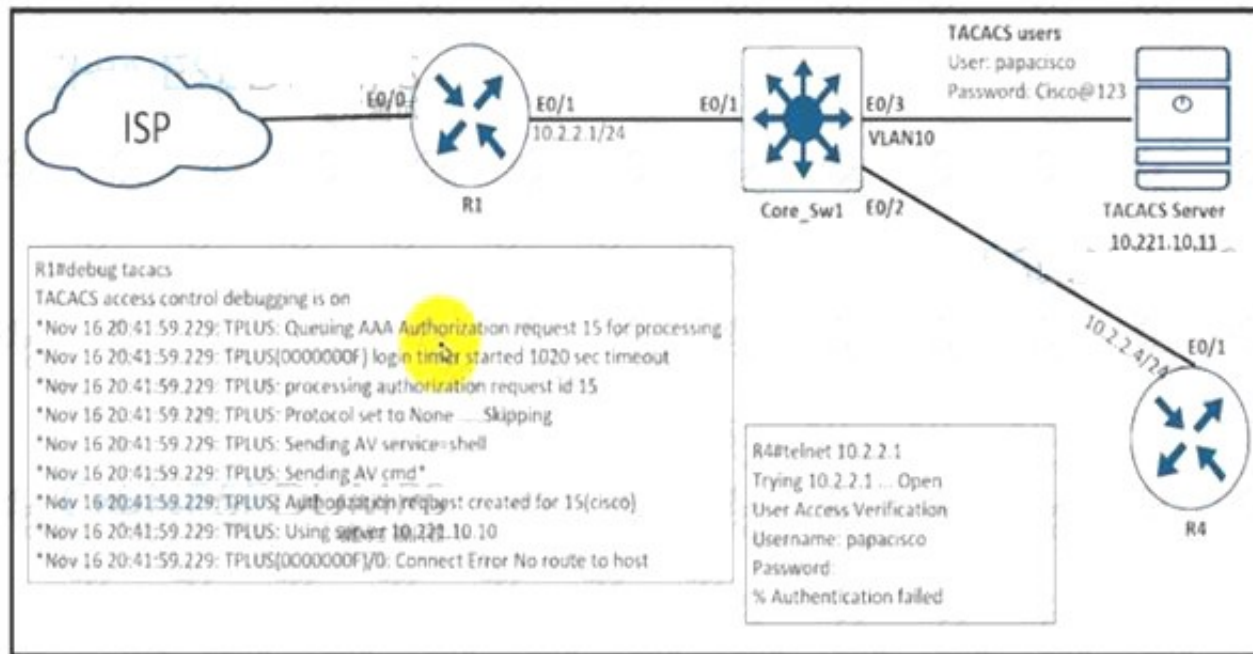 TACACS users
User: papacisco
Password: Cisco@123
ISP
E0/0
E0/1
10.2.2.1/24
R1
E0/1
E0/3
VLAN10
Core_Sw1
E0/2
TACACS Server
10.221.10.11
10.2.2.4/24
E0/1
R4
R1#debug tacacs
TACACS access control debugging is on
*Nov 16 20:41:59.229: TPLUS: Queuing AAA Authorization request 15 for processing
*Nov 16 20:41:59.229: TPLUS(0000000F) login timer started 1020 sec timeout
*Nov 16 20:41:59.229: TPLUS: processing authorization request id 15
*Nov 16 20:41:59.229: TPLUS: Protocol set to None .....Skipping
*Nov 16 20:41:59.229: TPLUS: Sending AV service=shell
*Nov 16 20:41:59.229: TPLUS: Sending AV cmd*
*Nov 16 20:41:59.229: TPLUS: Authorization request created for 15(cisco)
*Nov 16 20:41:59.229: TPLUS: Using server 10.221.10.10
*Nov 16 20:41:59.229: TPLUS(0000000F)/0: Connect Error No route to host
R4#telnet 10.2.2.1
Trying 10.2.2.1 ... Open
User Access Verification
Username: papacisco
Password:
% Authentication failed